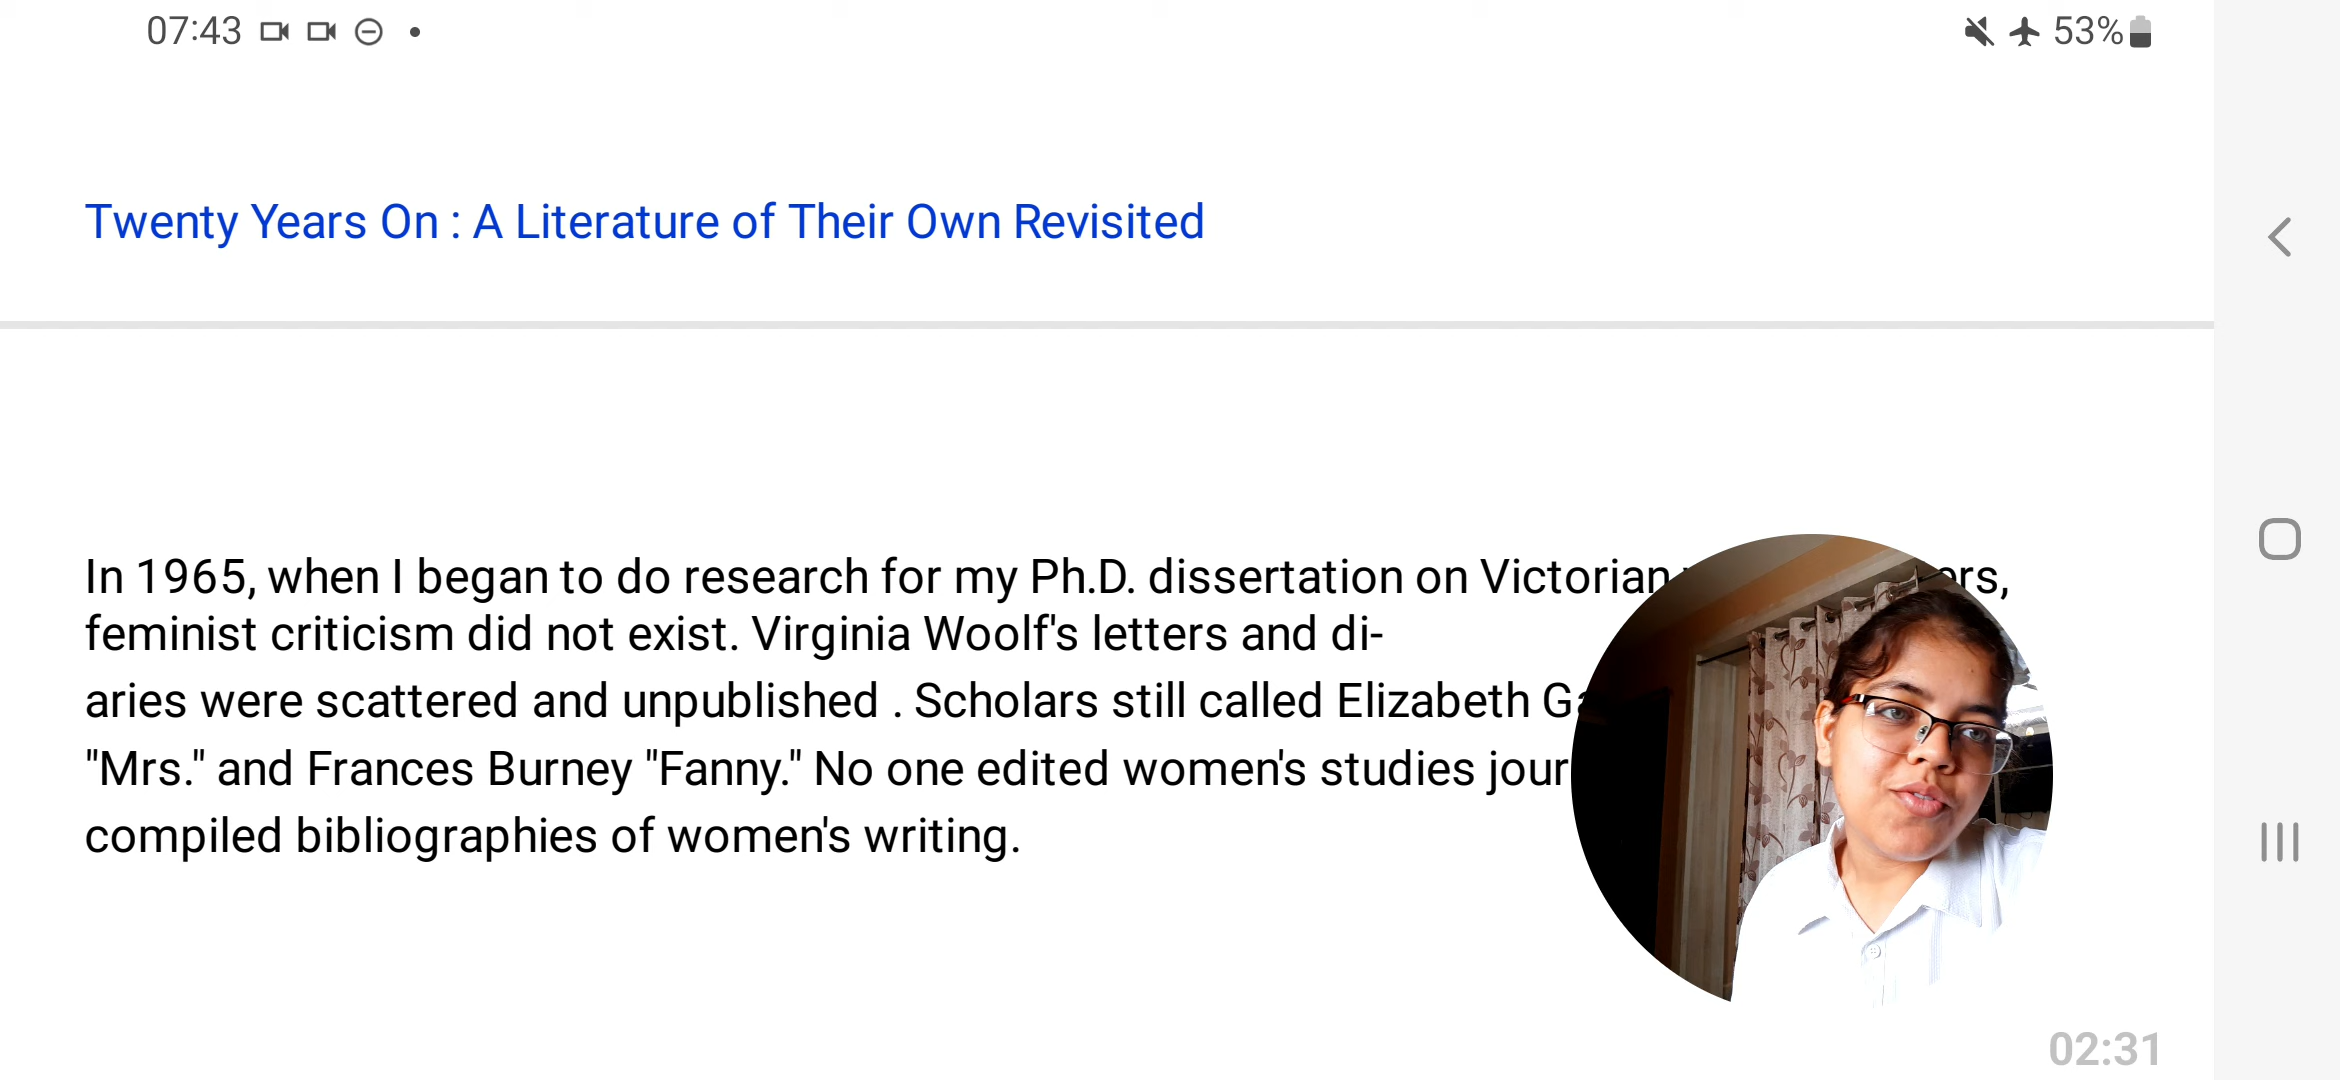 07:43
53%
Twenty Years On : A Literature of Their Own Revisited
In 1965, when I began to do research for my Ph.D. dissertation on Victorian
feminist criticism did not exist. Virginia Woolf's letters and di-
aries were scattered and unpublished . Scholars still called Elizabeth
"Mrs." and Frances Burney "Fanny." No one edited women's studies
compiled bibliographies of women's writing.
02:31